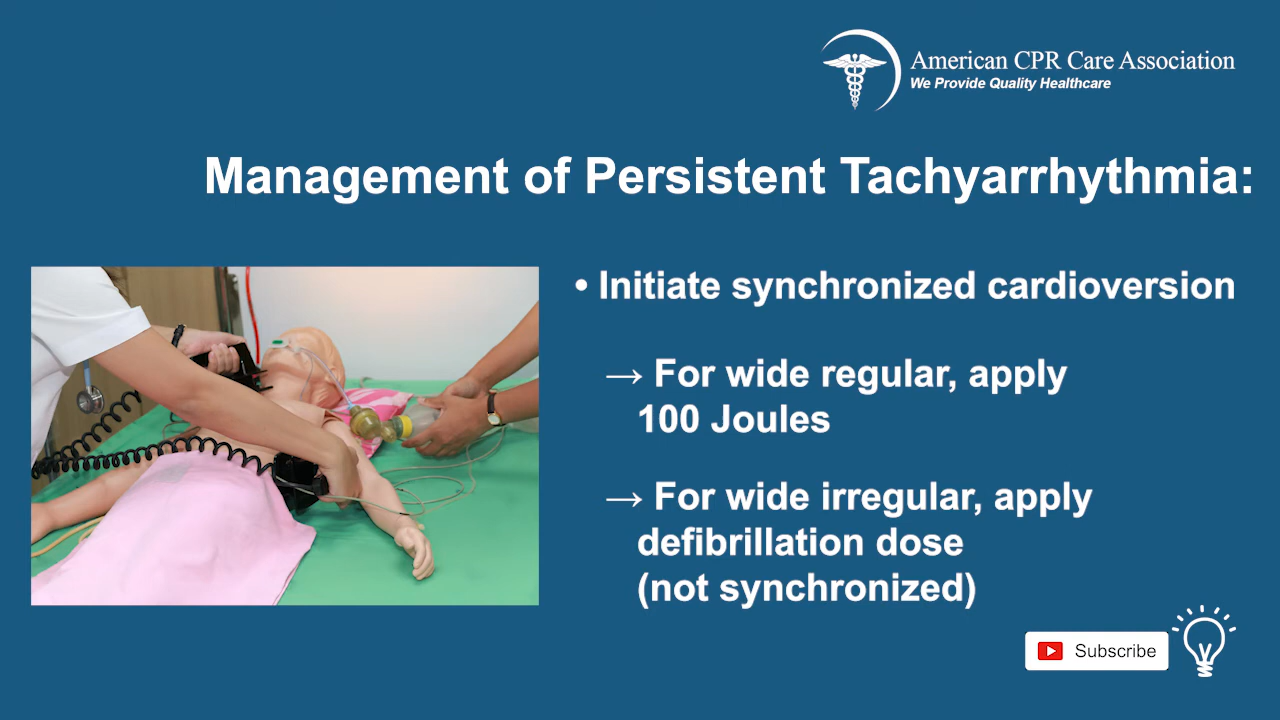 American CPR Care Association
We Provide Quality Healthcare
Management of Persistent Tachyarrhythmia:
• Initiate synchronized cardioversion
→ For wide regular, apply
100 Joules
→ For wide irregular, apply
defibrillation dose
(not synchronized)
Subscribe